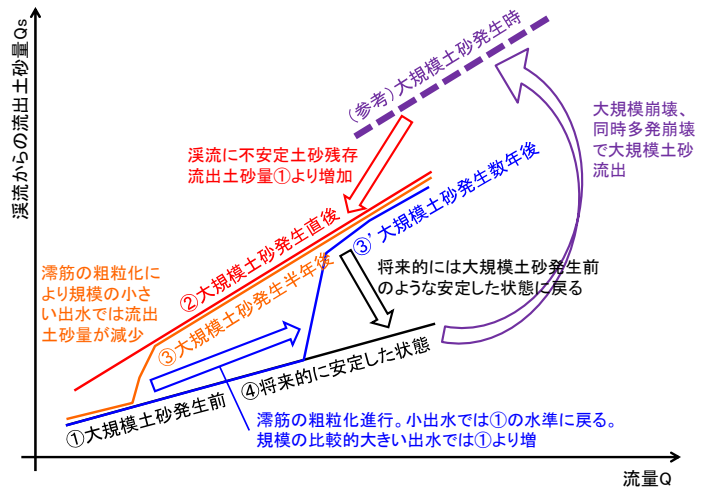 渓流からの流出土砂量Qs
(参考)大規模土砂発生時
大規模崩壊、
同時多発崩壊
で大規模土砂
流出
渓流に不安定土砂残存
流出土砂量①より増加
②大規模土砂発生直後
③'大規模土砂発生数年後
③大規模土砂発生半年後
将来的には大規模土砂発生前
のような安定した状態に戻る
澪筋の粗粒化
により規模の小さ
い出水では流出
土砂量が減少
①大規模土砂発生前
④将来的に安定した状態
澪筋の粗粒化進行。小出水では①の水準に戻る。
規模の比較的大きい出水では①より増
流量Q